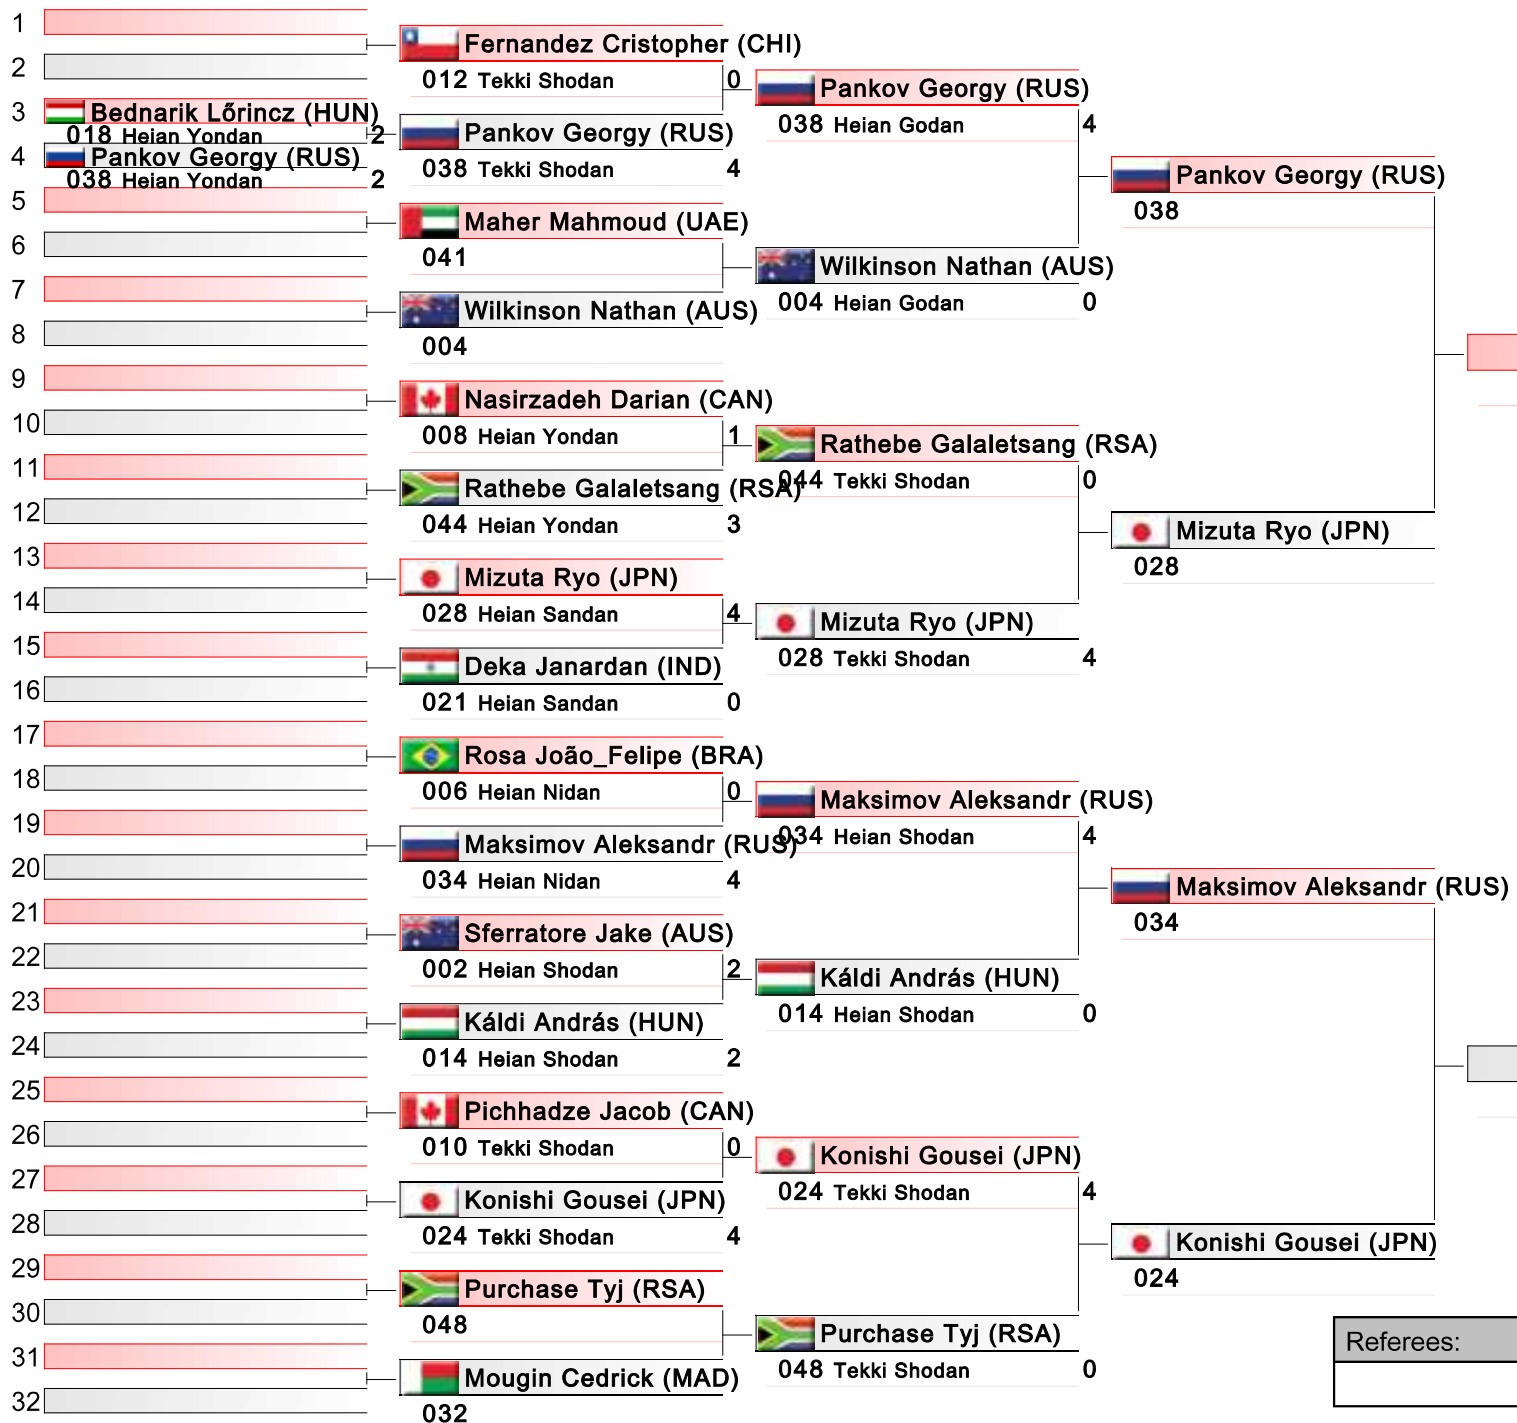 1
2
3
4
5
6
7
8
9
10
11
12
13
14
15
16
17
18
19
20
21
22
23
24
25
26
27
28
29
30
31
32
Bednarik Lőrincz (HUN)
018 Heian Yondan 2
Pankov Georgy (RUS)
038 Heian Yondan 2
Fernandez Cristopher (CHI)
012 Tekki Shodan 0
Pankov Georgy (RUS)
038 Tekki Shodan 4
Maher Mahmoud (UAE)
041
Wilkinson Nathan (AUS)
004
Nasirzadeh Darian (CAN)
008 Heian Yondan 1
Rathebe Galaletsang (RSA)
044 Heian Yondan 3
Mizuta Ryo (JPN)
028 Heian Sandan 4
Deka Janardan (IND)
021 Heian Sandan 0
Rosa João_Felipe (BRA)
006 Heian Nidan 0
Maksimov Aleksandr (RUS)
034 Heian Nidan 4
Sferratore Jake (AUS)
002 Heian Shodan 2
Káldi András (HUN)
014 Heian Shodan 2
Pichhadze Jacob (CAN)
010 Tekki Shodan 0
Konishi Gousei (JPN)
024 Tekki Shodan 4
Purchase Tyj (RSA)
048
Mougin Cedrick (MAD)
032
Pankov Georgy (RUS)
038 Heian Godan 4
Wilkinson Nathan (AUS)
004 Heian Godan 0
Rathebe Galaletsang (RSA)
044 Tekki Shodan 0
Mizuta Ryo (JPN)
028 Tekki Shodan 4
Maksimov Aleksandr (RUS)
034 Heian Shodan 4
Káldi András (HUN)
014 Heian Shodan 0
Konishi Gousei (JPN)
024 Tekki Shodan 4
Purchase Tyj (RSA)
048 Tekki Shodan 0
Pankov Georgy (RUS)
038
Mizuta Ryo (JPN)
028
Maksimov Aleksandr (RUS)
034
Konishi Gousei (JPN)
024
Referees: